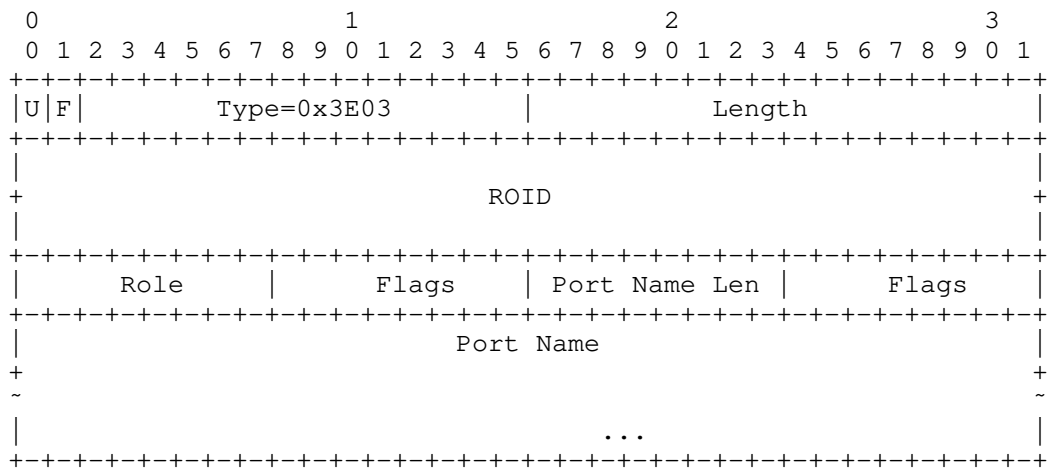 0                   1                   2                   3
 0 1 2 3 4 5 6 7 8 9 0 1 2 3 4 5 6 7 8 9 0 1 2 3 4 5 6 7 8 9 0 1
+-+-+-+-+-+-+-+-+-+-+-+-+-+-+-+-+-+-+-+-+-+-+-+-+-+-+-+-+-+-+-+-+
|U|F|        Type=0x3E03        |           Length              |
+-+-+-+-+-+-+-+-+-+-+-+-+-+-+-+-+-+-+-+-+-+-+-+-+-+-+-+-+-+-+-+-+
|                                                               |
+                             ROID                              +
|                                                               |
+-+-+-+-+-+-+-+-+-+-+-+-+-+-+-+-+-+-+-+-+-+-+-+-+-+-+-+-+-+-+-+-+
|      Role     |      Flags    | Port Name Len |      Flags    |
+-+-+-+-+-+-+-+-+-+-+-+-+-+-+-+-+-+-+-+-+-+-+-+-+-+-+-+-+-+-+-+-+
|                           Port Name                           |
+                                                               +
~                                                               ~
|                                    ...                        |
+-+-+-+-+-+-+-+-+-+-+-+-+-+-+-+-+-+-+-+-+-+-+-+-+-+-+-+-+-+-+-+-+